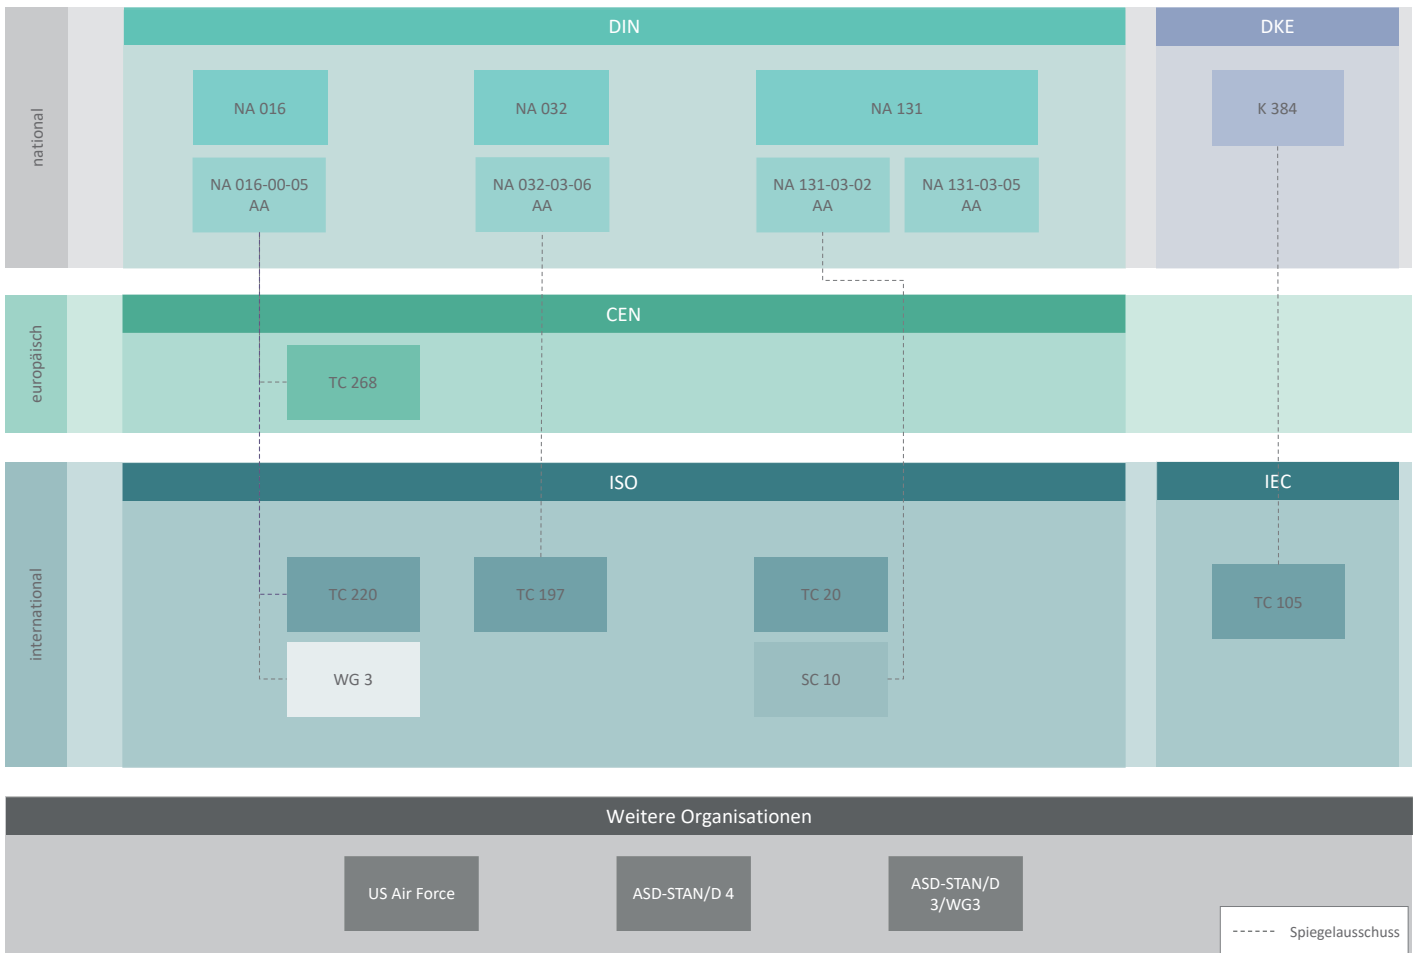 national
DIN
DKE
NA 016
NA 032
NA 131
K 384
NA 016-00-05
AA
NA 032-03-06
AA
NA 131-03-02
AA
NA 131-03-05
AA
europäisch
CEN
TC 268
international
ISO
IEC
TC 220
TC 197
TC 20
TC 105
WG 3
SC 10
Weitere Organisationen
US Air Force
ASD-STAN/D 4
ASD-STAN/D
3/WG3
Spiegelausschuss